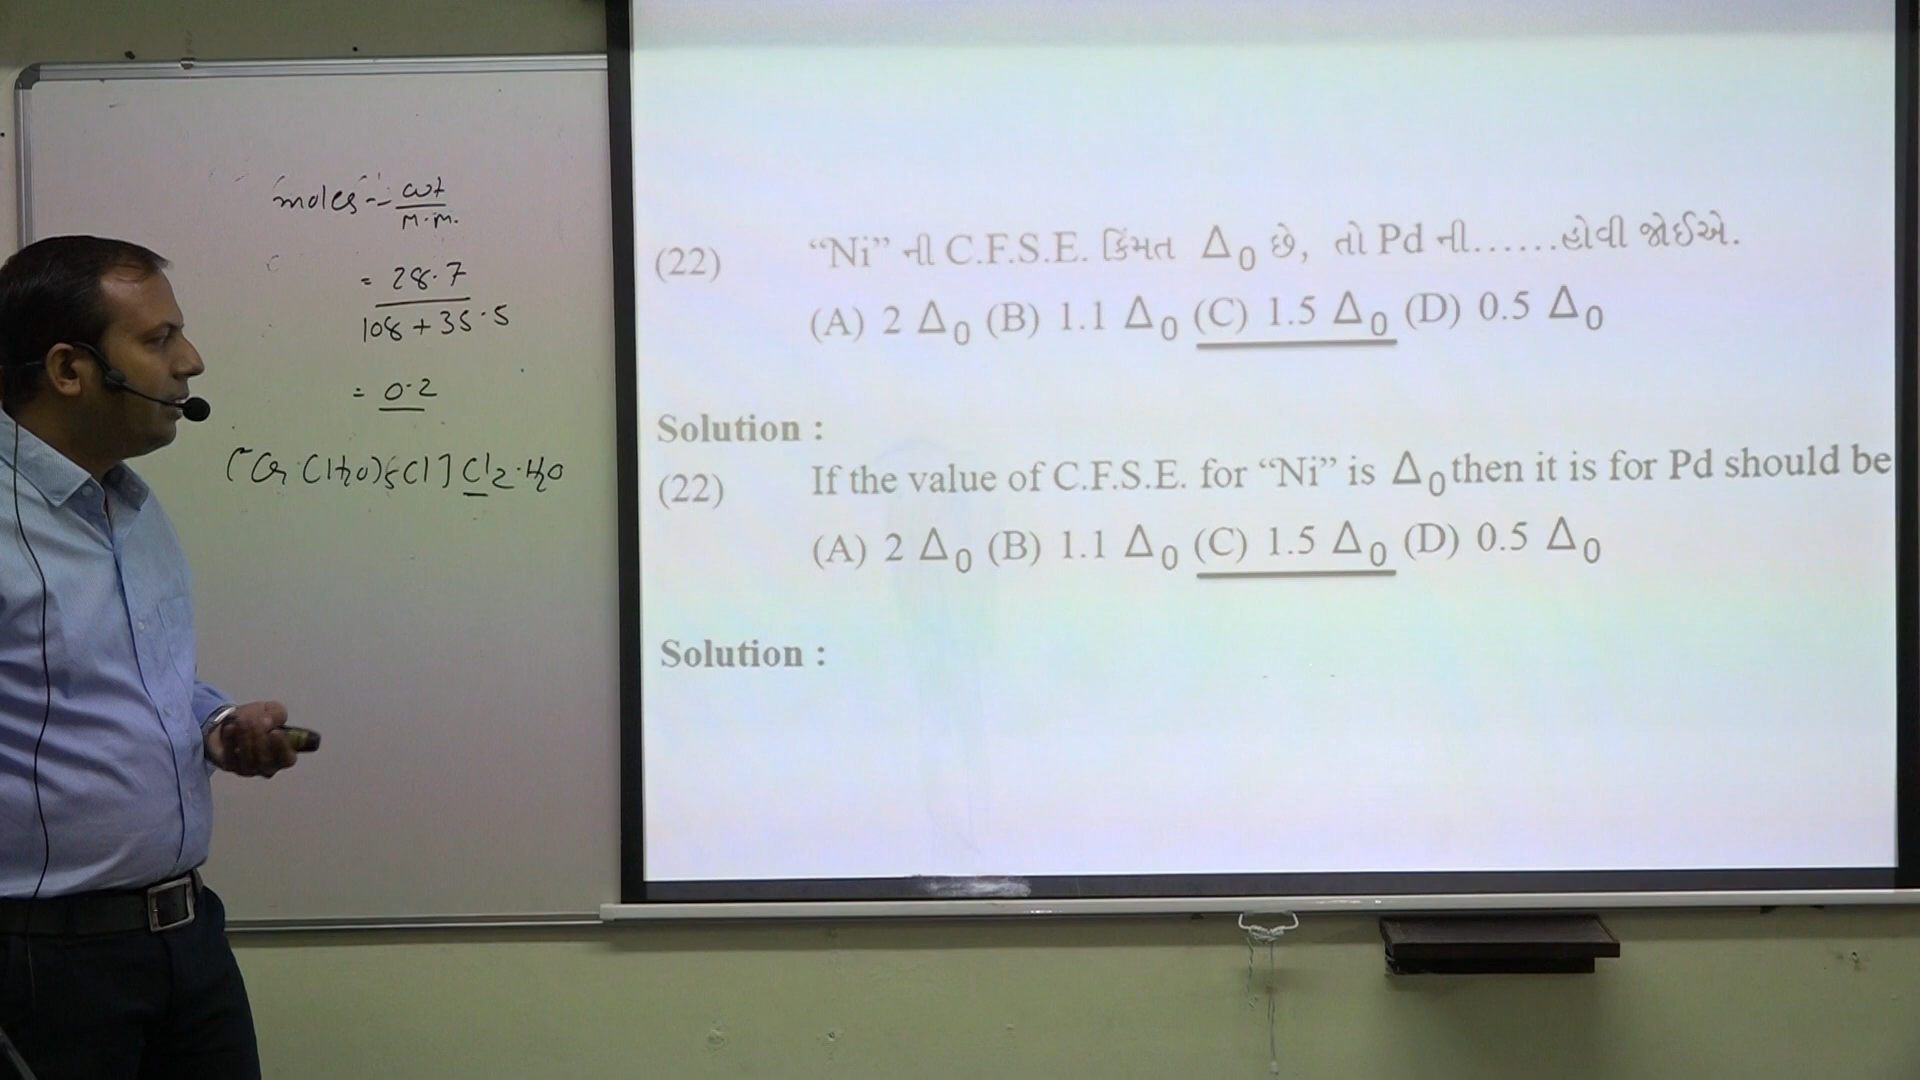 moles = wt / M.M.
= 28.7 / 108 + 35.5
= 0.2
[Cr(H2O)5Cl]Cl2·H2O
(22) “Ni” ની C.F.S.E. કિંમત Δ0 છે, તો Pd ની......હોવી જોઈએ.
(A) 2 Δ0 (B) 1.1 Δ0 (C) 1.5 Δ0 (D) 0.5 Δ0
Solution :
(22) If the value of C.F.S.E. for “Ni” is Δ0 then it is for Pd should be
(A) 2 Δ0 (B) 1.1 Δ0 (C) 1.5 Δ0 (D) 0.5 Δ0
Solution :